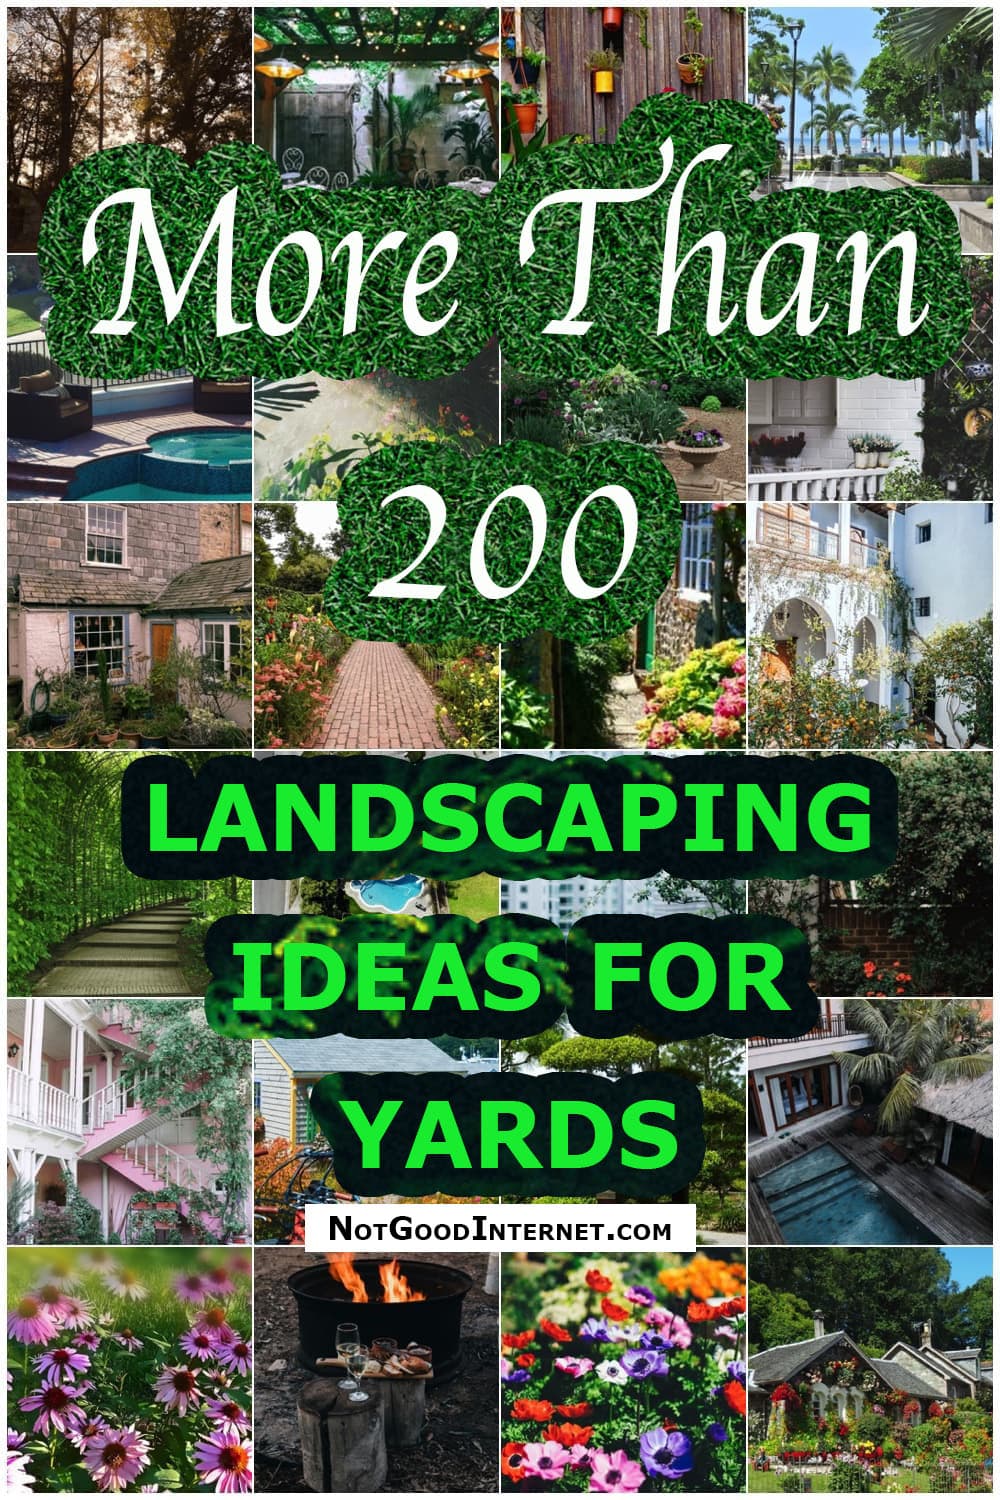 More Than
200
LANDSCAPING
IDEAS FOR
YARDS
NotGoodInternet.com